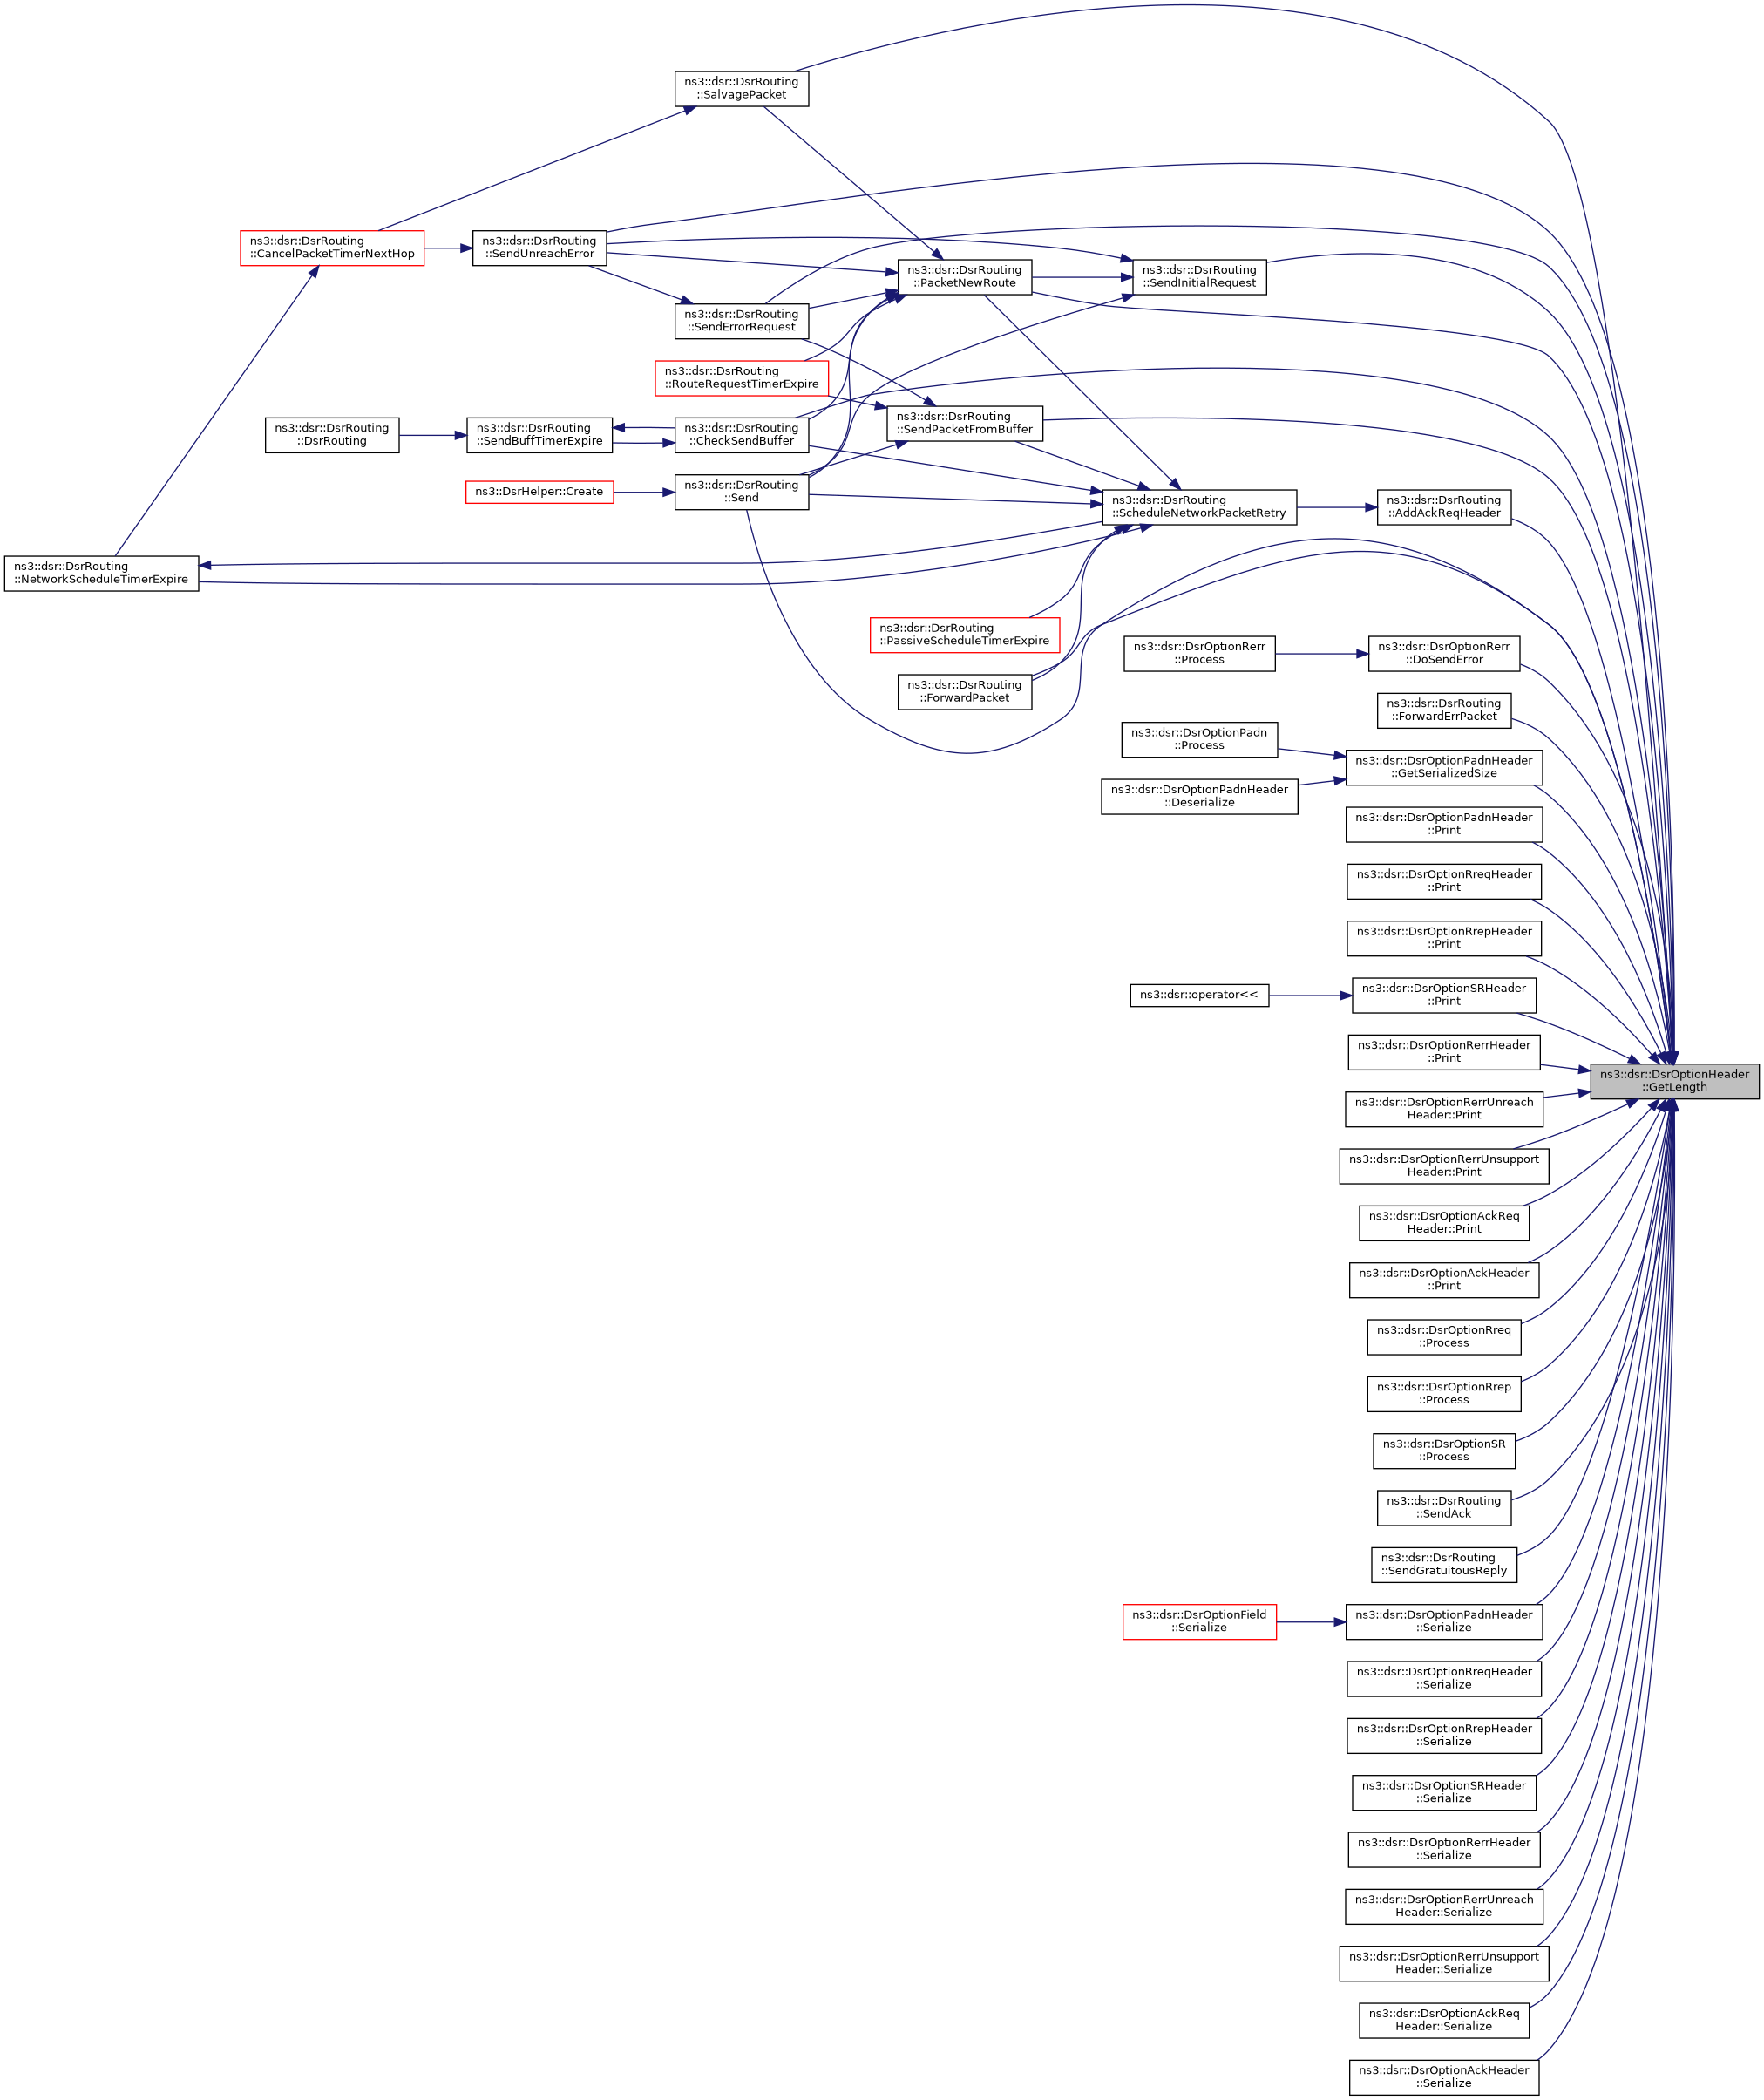 ns3::dsr::DsrRouting
::SalvagePacket
ns3::dsr::DsrRouting
::CancelPacketTimerNextHop
ns3::dsr::DsrRouting
::SendUnreachError
ns3::dsr::DsrRouting
::PacketNewRoute
ns3::dsr::DsrRouting
::SendInitialRequest
ns3::dsr::DsrRouting
::SendErrorRequest
ns3::dsr::DsrRouting
::RouteRequestTimerExpire
ns3::dsr::DsrRouting
::DsrRouting
ns3::dsr::DsrRouting
::SendBuffTimerExpire
ns3::dsr::DsrRouting
::CheckSendBuffer
ns3::dsr::DsrRouting
::SendPacketFromBuffer
ns3::DsrHelper::Create
ns3::dsr::DsrRouting
::Send
ns3::dsr::DsrRouting
::ScheduleNetworkPacketRetry
ns3::dsr::DsrRouting
::AddAckReqHeader
ns3::dsr::DsrRouting
::NetworkScheduleTimerExpire
ns3::dsr::DsrRouting
::PassiveScheduleTimerExpire
ns3::dsr::DsrOptionRerr
::Process
ns3::dsr::DsrOptionRerr
::DoSendError
ns3::dsr::DsrRouting
::ForwardPacket
ns3::dsr::DsrRouting
::ForwardErrPacket
ns3::dsr::DsrOptionPadn
::Process
ns3::dsr::DsrOptionPadnHeader
::GetSerializedSize
ns3::dsr::DsrOptionPadnHeader
::Deserialize
ns3::dsr::DsrOptionPadnHeader
::Print
ns3::dsr::DsrOptionRreqHeader
::Print
ns3::dsr::DsrOptionRrepHeader
::Print
ns3::dsr::operator<<
ns3::dsr::DsrOptionSRHeader
::Print
ns3::dsr::DsrOptionRerrHeader
::Print
ns3::dsr::DsrOptionHeader
::GetLength
ns3::dsr::DsrOptionRerrUnreach
Header::Print
ns3::dsr::DsrOptionRerrUnsupport
Header::Print
ns3::dsr::DsrOptionAckReq
Header::Print
ns3::dsr::DsrOptionAckHeader
::Print
ns3::dsr::DsrOptionRreq
::Process
ns3::dsr::DsrOptionRrep
::Process
ns3::dsr::DsrOptionSR
::Process
ns3::dsr::DsrRouting
::SendAck
ns3::dsr::DsrRouting
::SendGratuitousReply
ns3::dsr::DsrOptionField
::Serialize
ns3::dsr::DsrOptionPadnHeader
::Serialize
ns3::dsr::DsrOptionRreqHeader
::Serialize
ns3::dsr::DsrOptionRrepHeader
::Serialize
ns3::dsr::DsrOptionSRHeader
::Serialize
ns3::dsr::DsrOptionRerrHeader
::Serialize
ns3::dsr::DsrOptionRerrUnreach
Header::Serialize
ns3::dsr::DsrOptionRerrUnsupport
Header::Serialize
ns3::dsr::DsrOptionAckReq
Header::Serialize
ns3::dsr::DsrOptionAckHeader
::Serialize